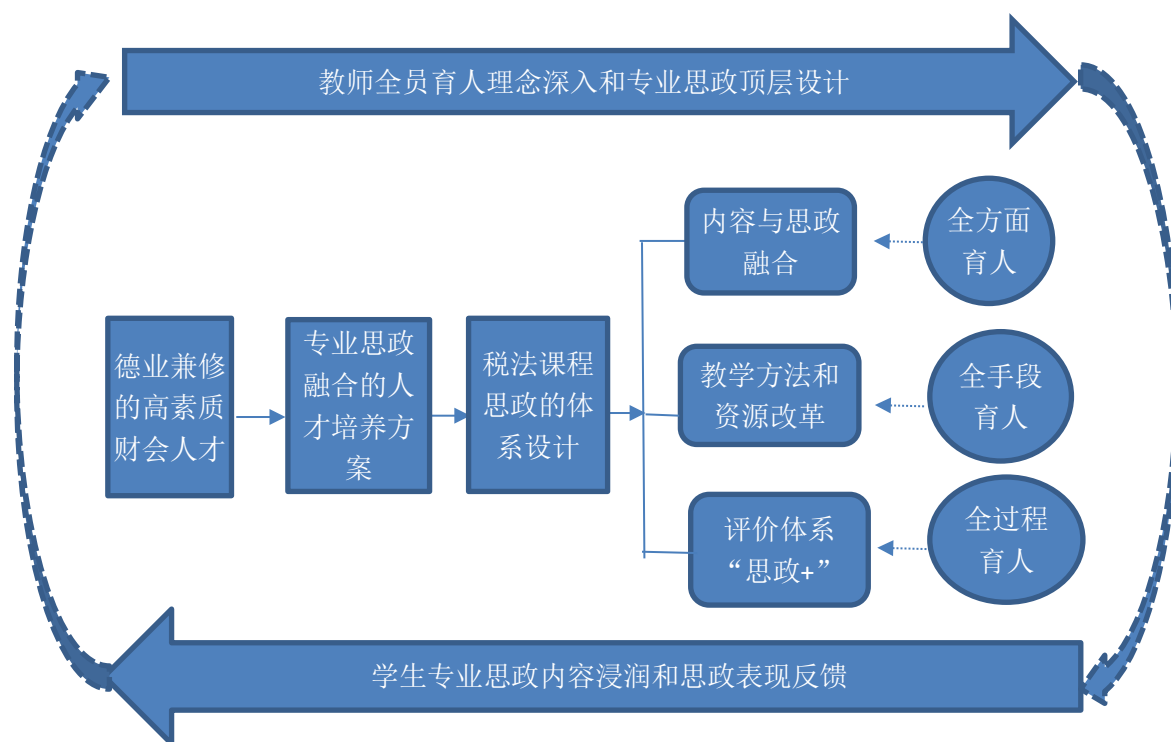 教师全员育人理念深入和专业思政顶层设计
内容与思政
融合
全方面
育人
德业兼修
的高素质
财会人才
专业思政
融合的人
才培养方
案
税法课程
思政的体
系设计
教学方法和
资源改革
全手段
育人
评价体系
“思政+”
全过程
育人
学生专业思政内容浸润和思政表现反馈